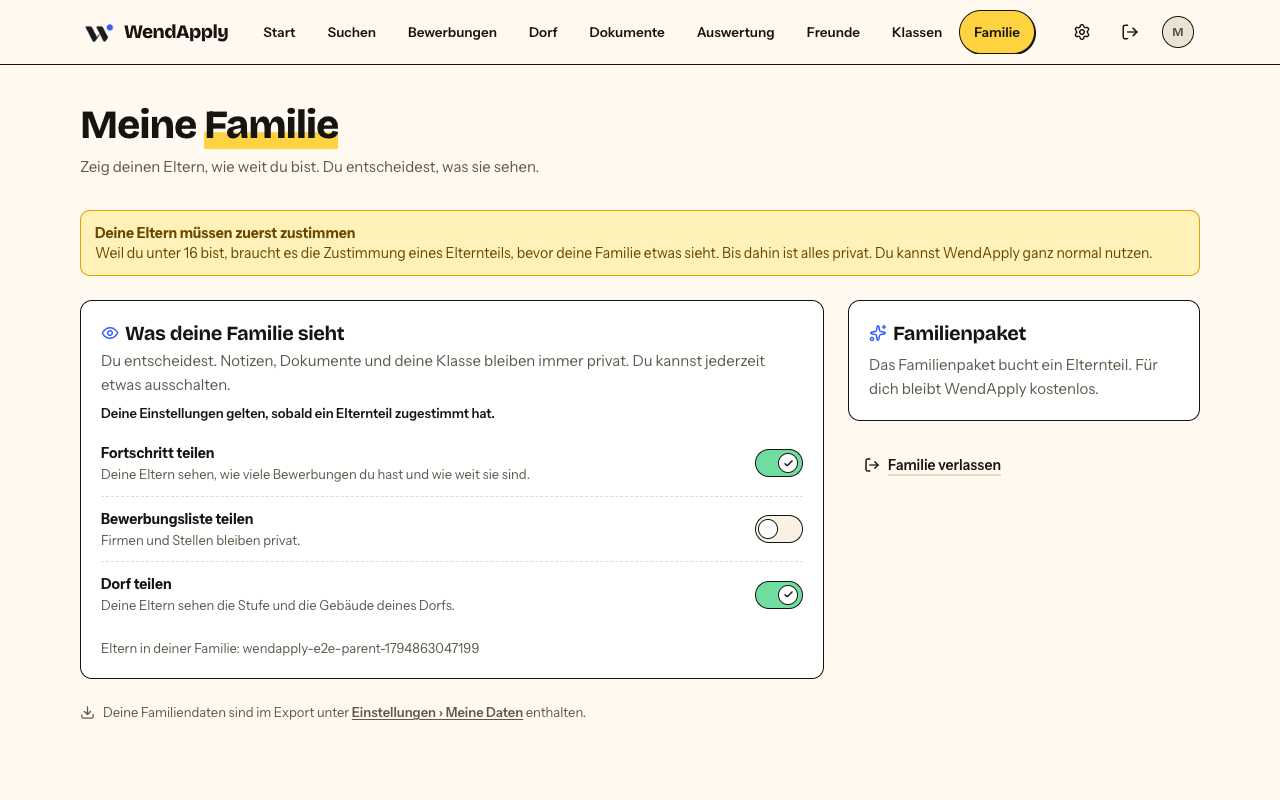 WendApply Start Suchen Bewerbungen Dorf Dokumente Auswertung Freunde Klassen Familie M
Meine Familie
Zeig deinen Eltern, wie weit du bist. Du entscheidest, was sie sehen.
Deine Eltern müssen zuerst zustimmen
Weil du unter 16 bist, braucht es die Zustimmung eines Elternteils, bevor deine Familie etwas sieht. Bis dahin ist alles privat. Du kannst WendApply ganz normal nutzen.
Was deine Familie sieht
Du entscheidest. Notizen, Dokumente und deine Klasse bleiben immer privat. Du kannst jederzeit
etwas ausschalten.
Deine Einstellungen gelten, sobald ein Elternteil zugestimmt hat.
Fortschritt teilen
Deine Eltern sehen, wie viele Bewerbungen du hast und wie weit sie sind.
Bewerbungsliste teilen
Firmen und Stellen bleiben privat.
Dorf teilen
Deine Eltern sehen die Stufe und die Gebäude deines Dorfs.
Eltern in deiner Familie: wendapply-e2e-parent-1794863047199
Familienpaket
Das Familienpaket bucht ein Elternteil. Für
dich bleibt WendApply kostenlos.
Familie verlassen
Deine Familiendaten sind im Export unter Einstellungen › Meine Daten enthalten.